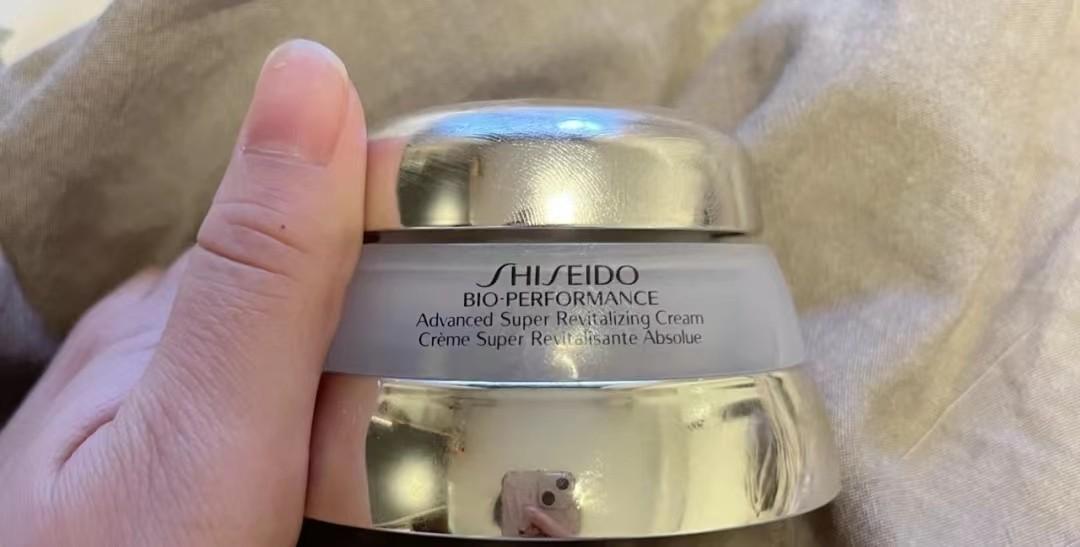 SHISEIDO
BIO-PERFORMANCE
Advanced Super Revitalizing Cream
Crème Super Revitalisante Absolue